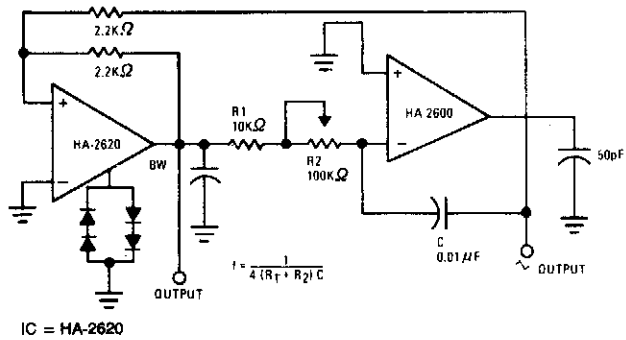 2.2KΩ
2.2KΩ
+
HA-2620
BW
−
R1
10KΩ
R2
100KΩ
+
HA 2600
−
50pF
C
0.01μF
OUTPUT
f = 1
4 (R1 + R2) C
~ OUTPUT
IC = HA-2620